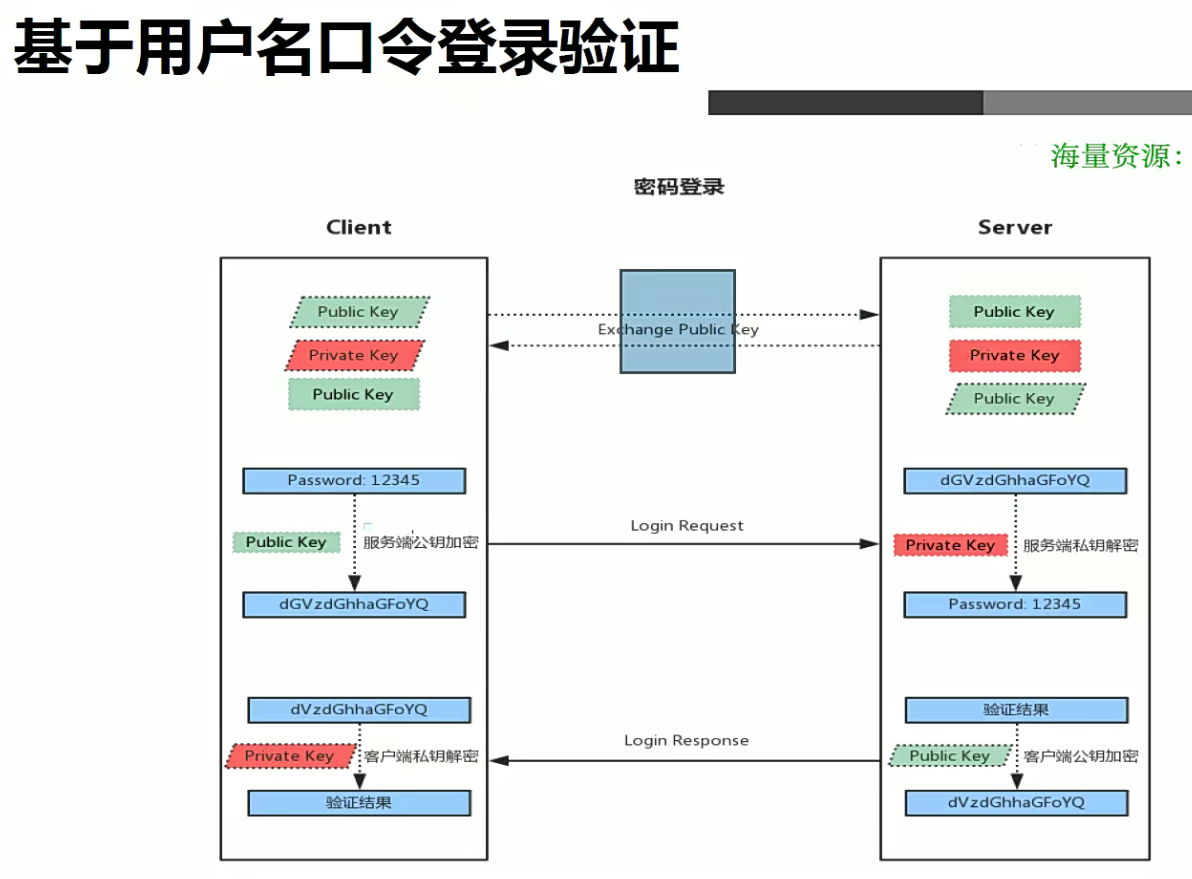 基于用户名口令登录验证
海量资源:
密码登录
Client
Server
Public Key
Private Key
Public Key
Exchange Public Key
Public Key
Private Key
Public Key
Password: 12345
Public Key
服务端公钥加密
dGVzdGhhaGFoYQ
Login Request
dGVzdGhhaGFoYQ
Private Key
服务端私钥解密
Password: 12345
dVzdGhhaGFoYQ
Private Key
客户端私钥解密
验证结果
Login Response
验证结果
Public Key
客户端公钥加密
dVzdGhhaGFoYQ